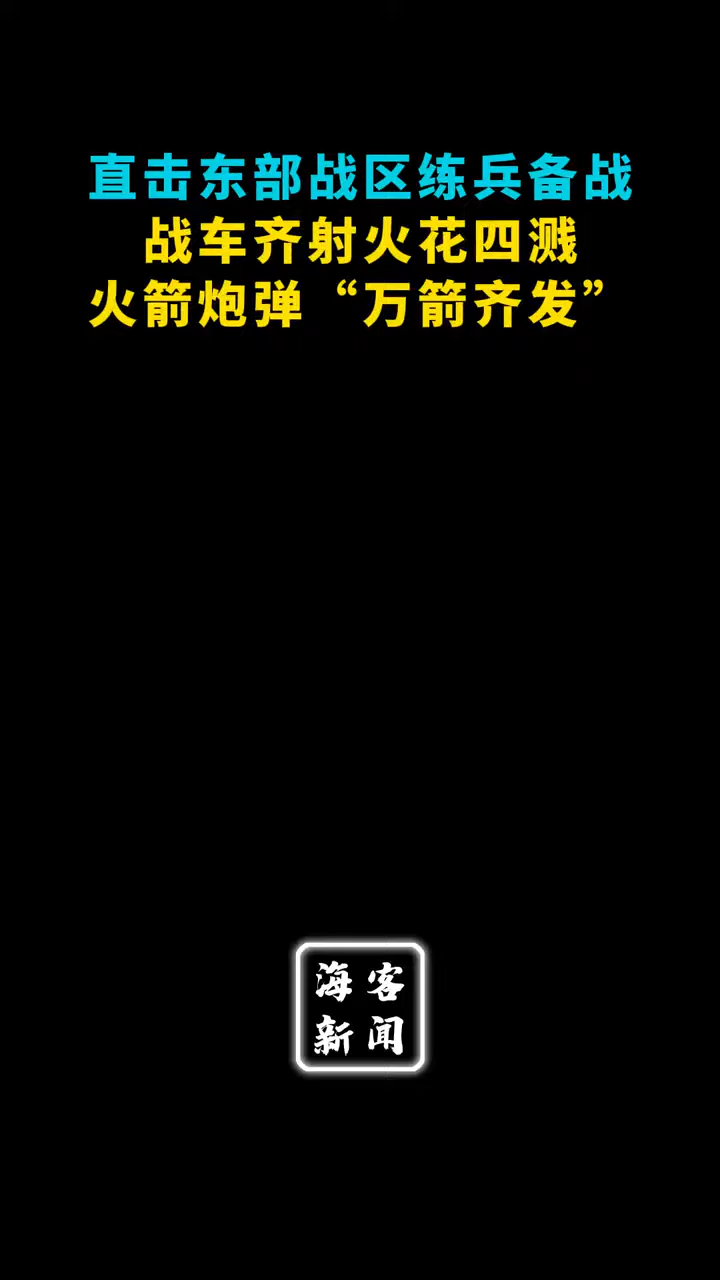 直击东部战区练兵备战
战车齐射火花四溅
火箭炮弹“万箭齐发”
海客
新闻